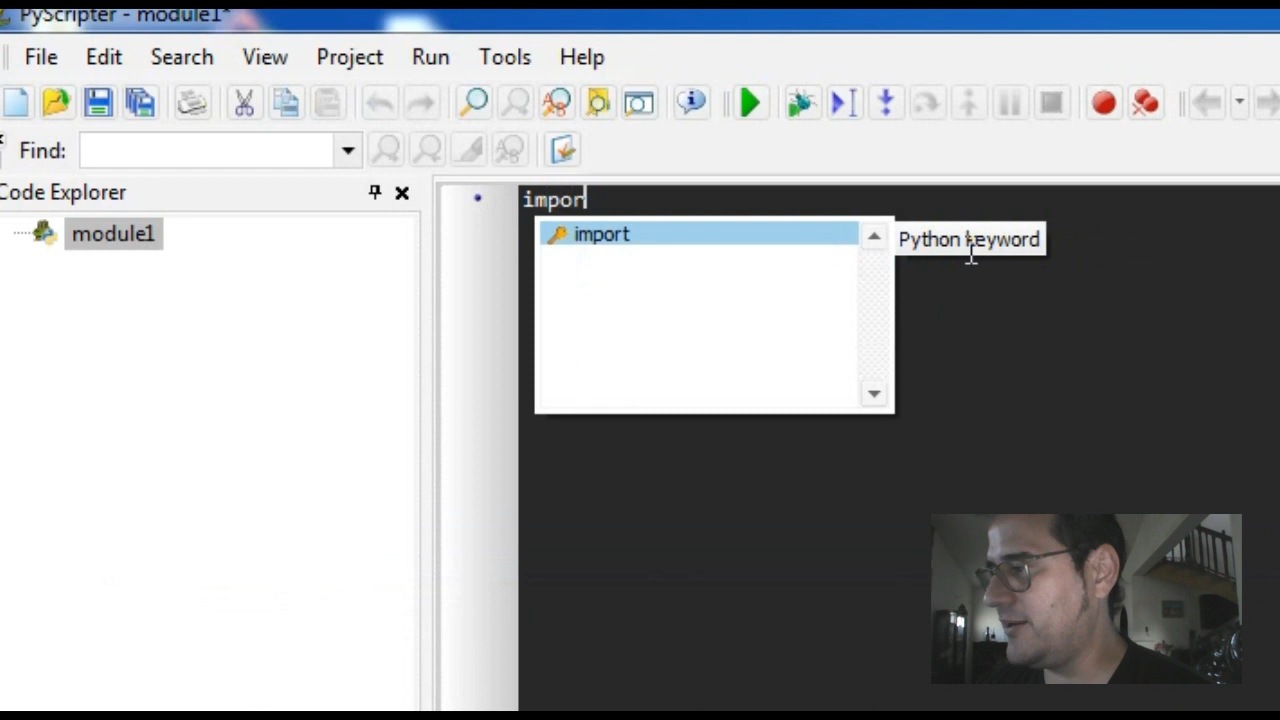 PyScripter - module1*
File Edit Search View Project Run Tools Help
Find:
Code Explorer
module1
impor
import
Python keyword